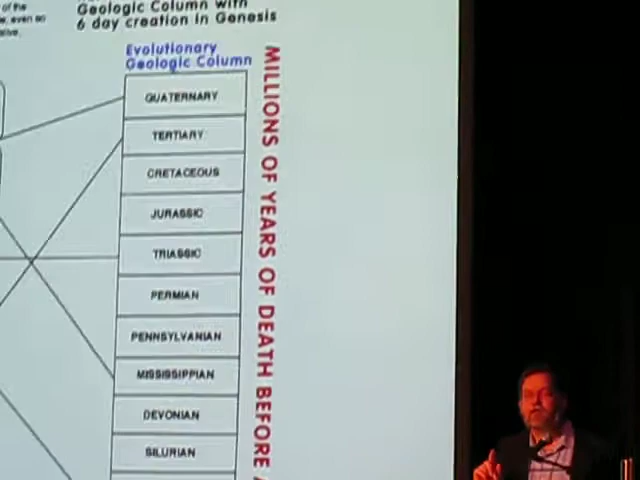 of the
even so
Geologic Column with
6 day creation in Genesis
Evolutionary
Geologic Column
QUATERNARY
TERTIARY
CRETACEOUS
JURASSIC
TRIASSIC
PERMIAN
PENNSYLVANIAN
MISSISSIPPIAN
DEVONIAN
SILURIAN
MILLIONS OF YEARS OF DEATH BEFORE